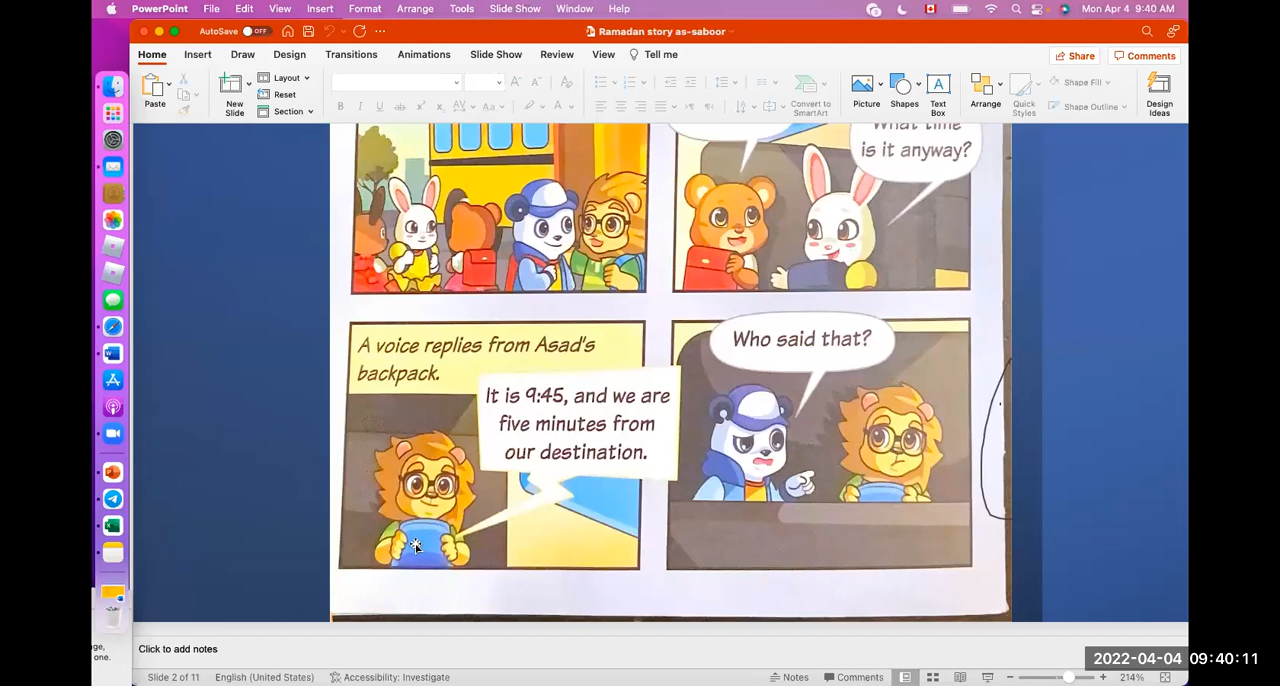 PowerPoint File Edit View Insert Format Arrange Tools Slide Show Window Help Mon Apr 4 9:40 AM
AutoSave OFF Ramadan story as-saboor
Home Insert Draw Design Transitions Animations Slide Show Review View Tell me Share Comments
Paste New Slide Layout Reset Section Convert to SmartArt Picture Shapes Text Box Arrange Quick Styles Shape Fill Shape Outline Design Ideas
What time
is it anyway?
A voice replies from Asad's
backpack.
It is 9:45, and we are
five minutes from
our destination.
Who said that?
one.
Click to add notes
2022-04-04 09:40:11
Slide 2 of 11 English (United States) Accessibility: Investigate Notes Comments 214%